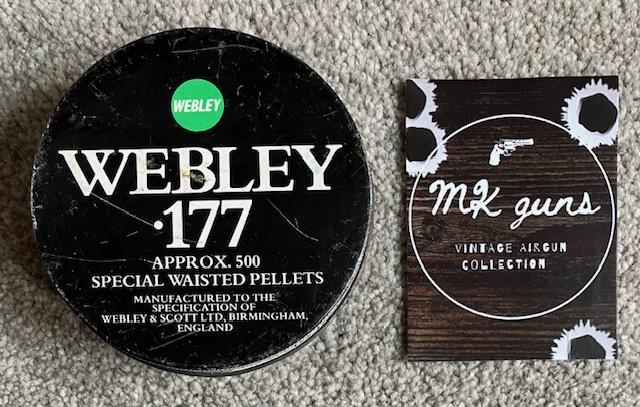 WEBLEY
WEBLEY
·177
APPROX. 500
SPECIAL WAISTED PELLETS
MANUFACTURED TO THE
SPECIFICATION OF
WEBLEY & SCOTT LTD, BIRMINGHAM,
ENGLAND
MK guns
VINTAGE AIRGUN
COLLECTION